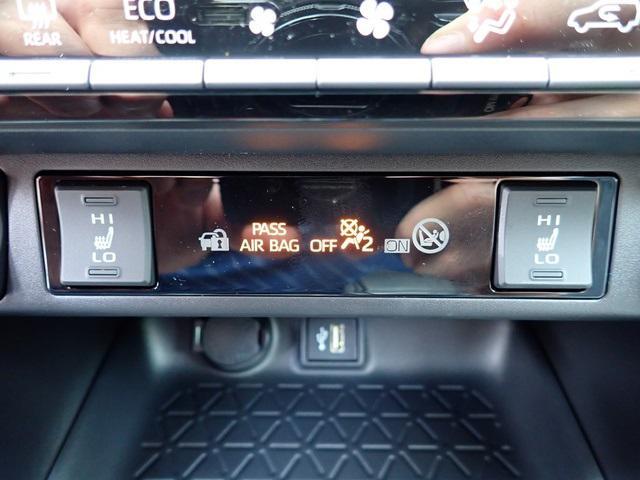 REAR
ECO
HEAT/COOL
HI
LO
PASS
AIR BAG OFF 2 ON
HI
LO